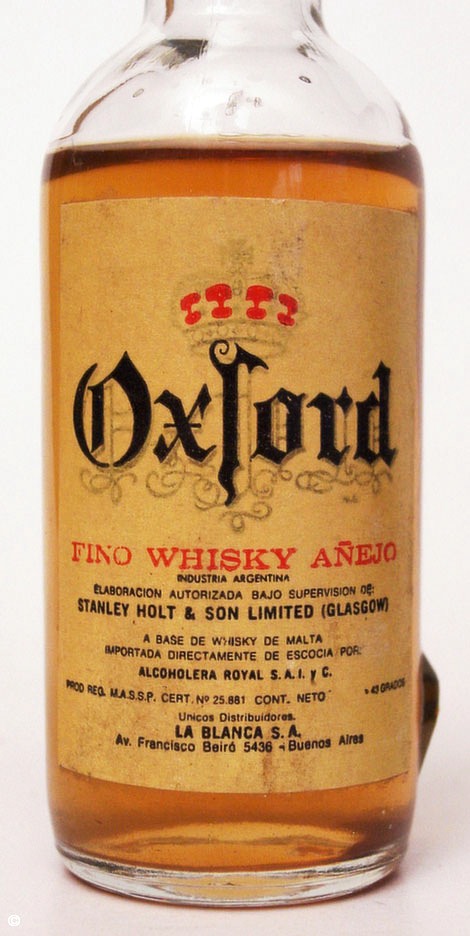 Oxford
FINO WHISKY AÑEJO
INDUSTRIA ARGENTINA
ELABORACION AUTORIZADA BAJO SUPERVISION DE:
STANLEY HOLT & SON LIMITED (GLASGOW)
A BASE DE WHISKY DE MALTA
IMPORTADA DIRECTAMENTE DE ESCOCIA POR:
ALCOHOLERA ROYAL S.A.I. y C.
PROD REG. M.A.S.S.P. CERT. Nº 25.881 CONT. NETO 43 GRADOS
Unicos Distribuidores.
LA BLANCA S.A.
Av. Francisco Beiró 5436 - Buenos Aires
©